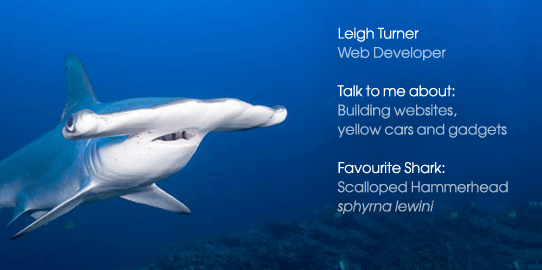 Leigh Turner
Web Developer
Talk to me about:
Building websites,
yellow cars and gadgets
Favourite Shark:
Scalloped Hammerhead
sphyrna lewini